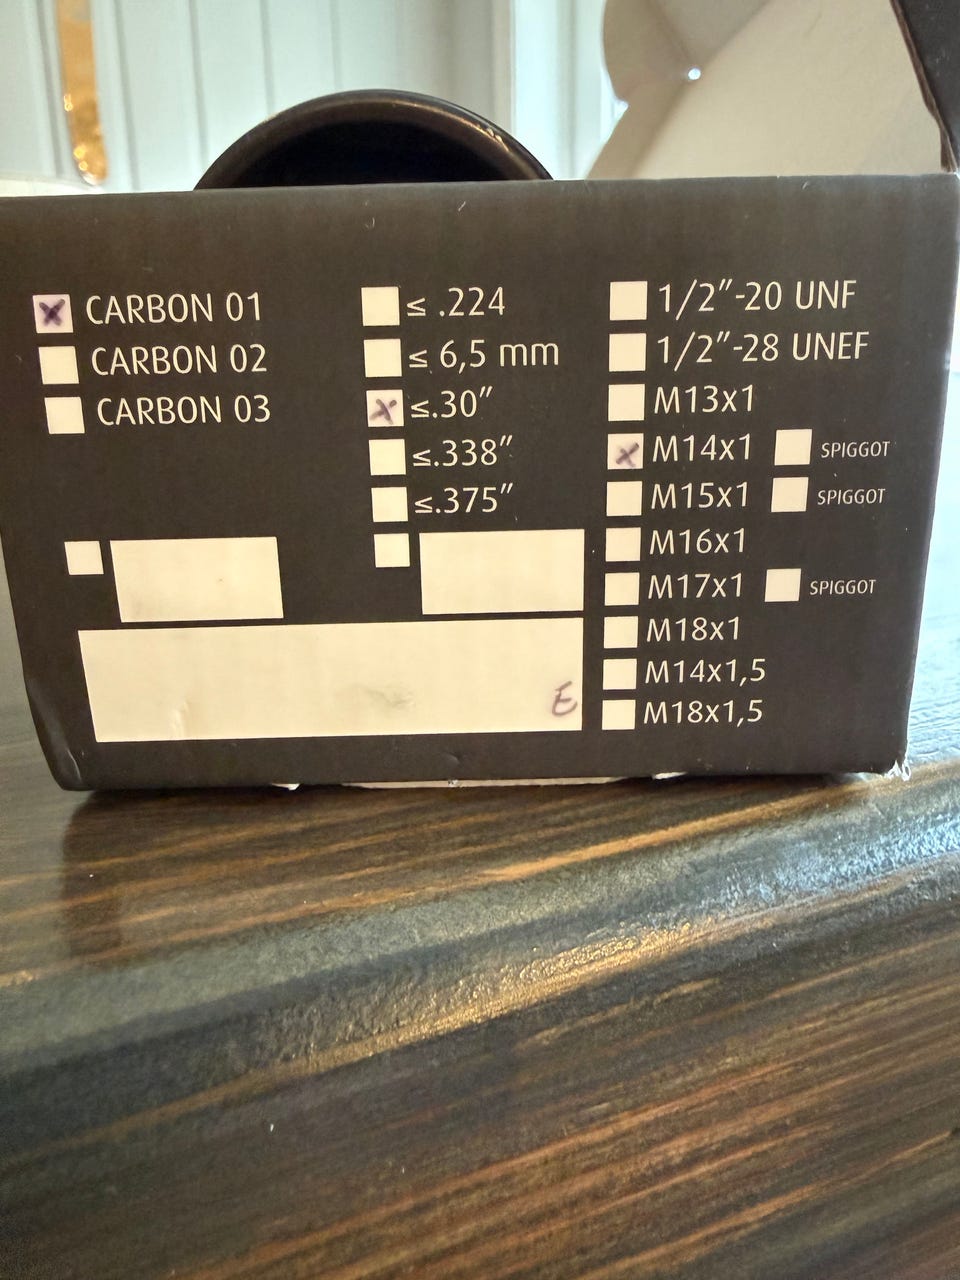 CARBON 01
CARBON 02
CARBON 03
≤ .224
≤ 6,5 mm
≤.30"
≤.338"
≤.375"
1/2"-20 UNF
1/2"-28 UNEF
M13x1
M14x1 SPIGGOT
M15x1 SPIGGOT
M16x1
M17x1 SPIGGOT
M18x1
M14x1,5
M18x1,5
E